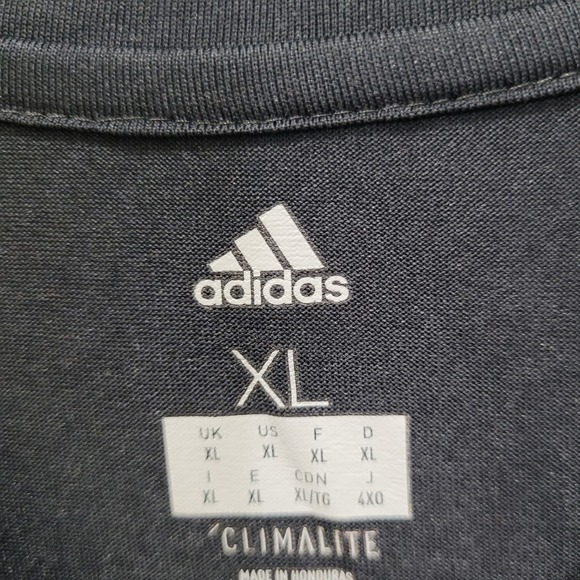 adidas
XL
UK US F D
XL XL XL XL
I E CDN J
XL XL XL/TG 4XO
CLIMALITE
MADE IN HONDURAS